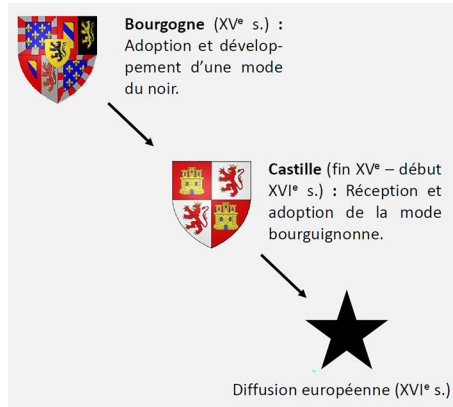 Bourgogne (XVᵉ s.) :
Adoption et dévelop-
pement d'une mode
du noir.
Castille (fin XVᵉ – début
XVIᵉ s.) : Réception et
adoption de la mode
bourguignonne.
Diffusion européenne (XVIᵉ s.)